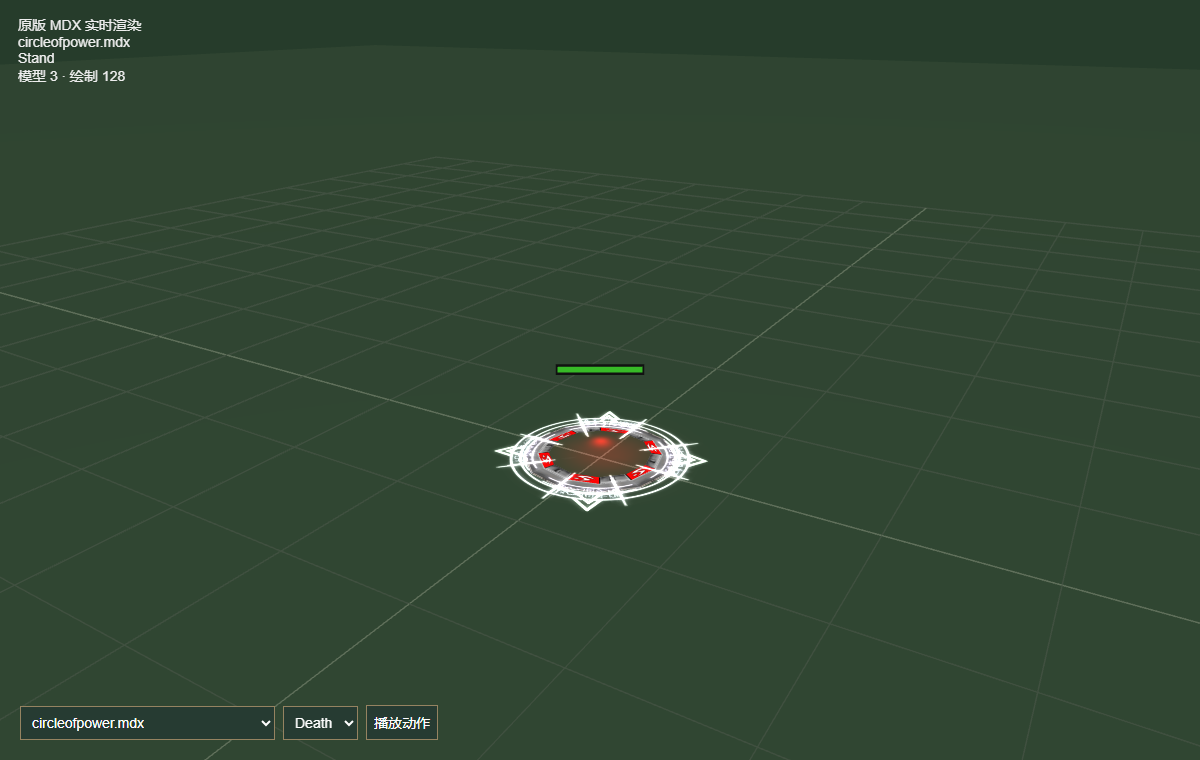 原版 MDX 实时渲染
circleofpower.mdx
Stand
模型 3 · 绘制 128
circleofpower.mdx
Death
播放动作